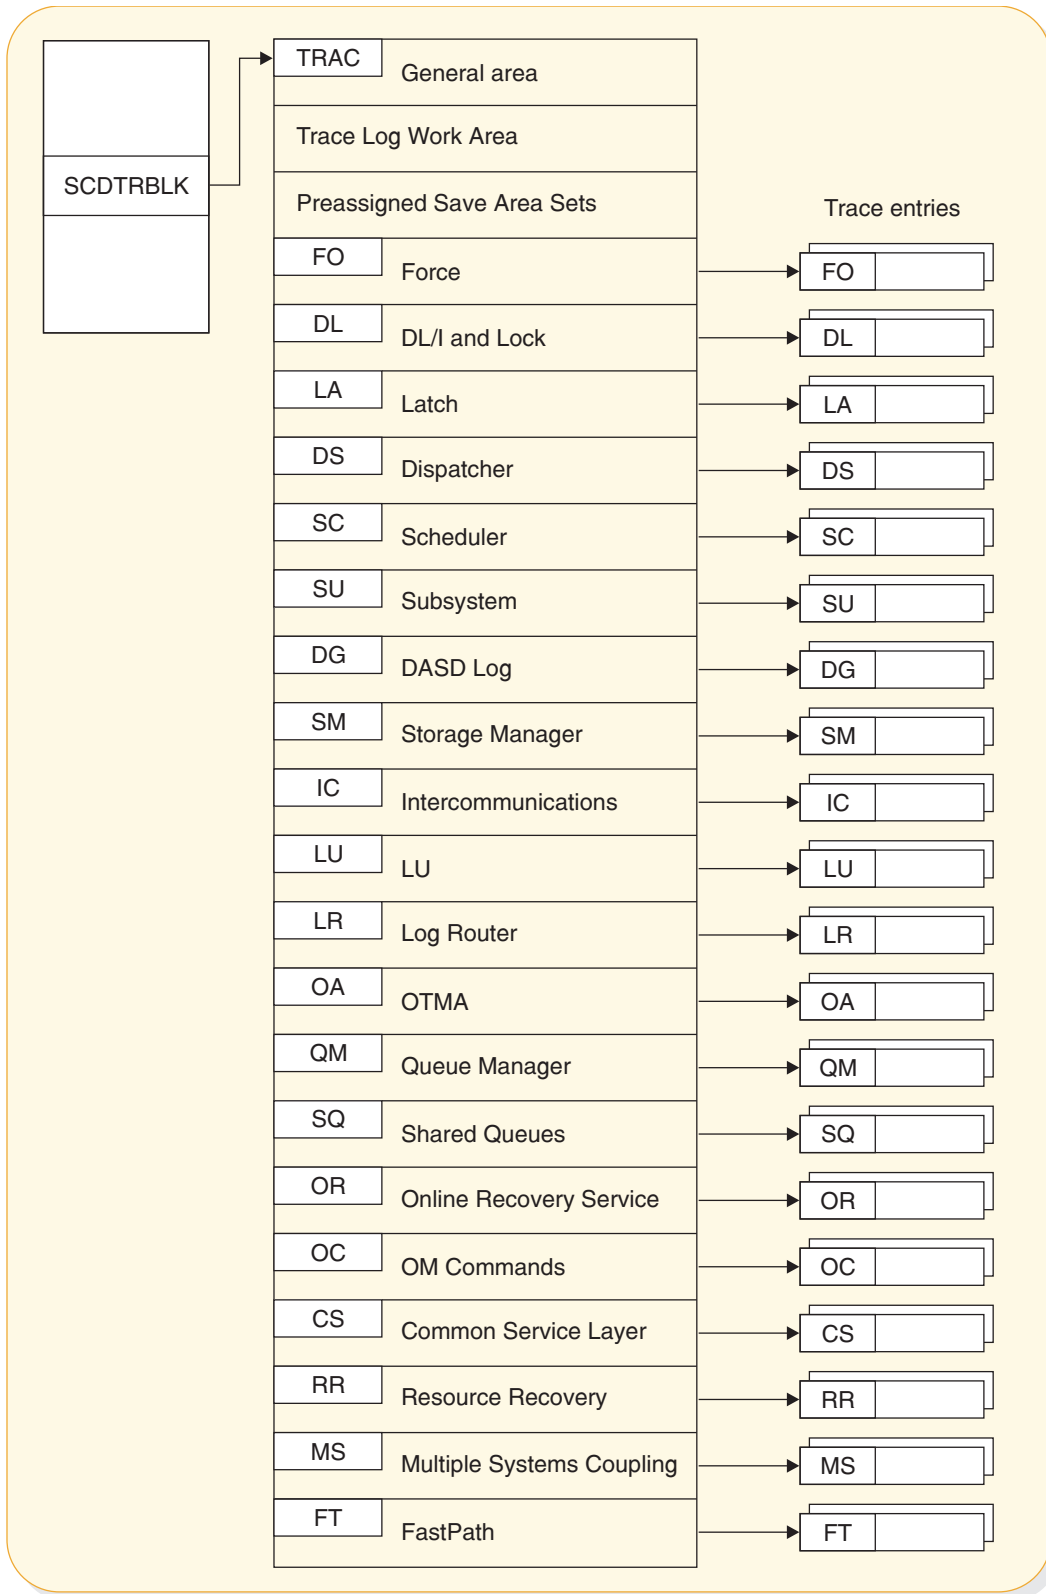 TRAC
General area
Trace Log Work Area
SCDTRBLK
Preassigned Save Area Sets
Trace entries
FO
Force
FO
DL
DL/I and Lock
DL
LA
Latch
LA
DS
Dispatcher
DS
SC
Scheduler
SC
SU
Subsystem
SU
DG
DASD Log
DG
SM
Storage Manager
SM
IC
Intercommunications
IC
LU
LU
LU
LR
Log Router
LR
OA
OTMA
OA
QM
Queue Manager
QM
SQ
Shared Queues
SQ
OR
Online Recovery Service
OR
OC
OM Commands
OC
CS
Common Service Layer
CS
RR
Resource Recovery
RR
MS
Multiple Systems Coupling
MS
FT
FastPath
FT